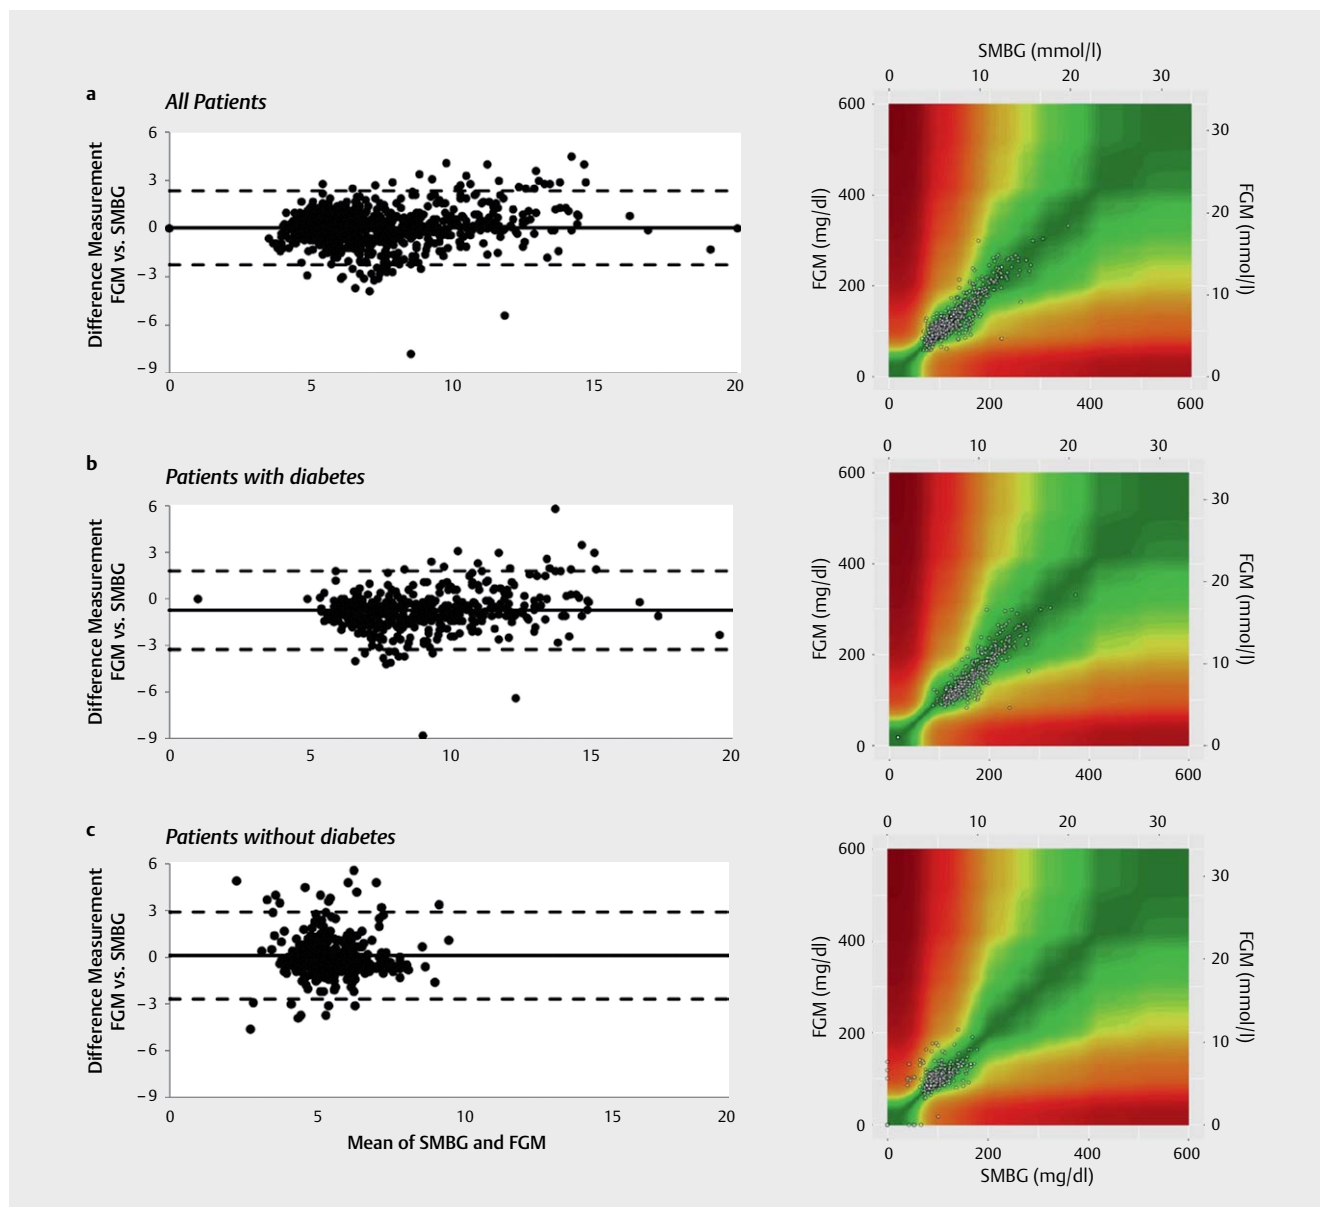 a
All Patients
Difference Measurement
FGM vs. SMBG
6
3
0
–3
–6
–9
0 5 10 15 20
SMBG (mmol/l)
0 10 20 30
FGM (mg/dl)
600
400
200
0
30
20
10
0
FGM (mmol/l)
0 200 400 600
b
Patients with diabetes
Difference Measurement
FGM vs. SMBG
6
3
0
–3
–6
–9
0 5 10 15 20
0 10 20 30
FGM (mg/dl)
600
400
200
0
30
20
10
0
FGM (mmol/l)
0 200 400 600
c
Patients without diabetes
Difference Measurement
FGM vs. SMBG
6
3
0
–3
–6
–9
0 5 10 15 20
Mean of SMBG and FGM
0 10 20 30
FGM (mg/dl)
600
400
200
0
30
20
10
0
FGM (mmol/l)
0 200 400 600
SMBG (mg/dl)